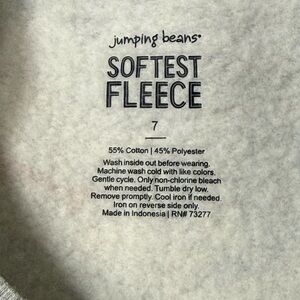 jumping beans®
SOFTEST
FLEECE
7
55% Cotton | 45% Polyester
Wash inside out before wearing.
Machine wash cold with like colors.
Gentle cycle. Only non-chlorine bleach
when needed. Tumble dry low.
Remove promptly. Cool iron if needed.
Iron on reverse side only.
Made in Indonesia | RN# 73277